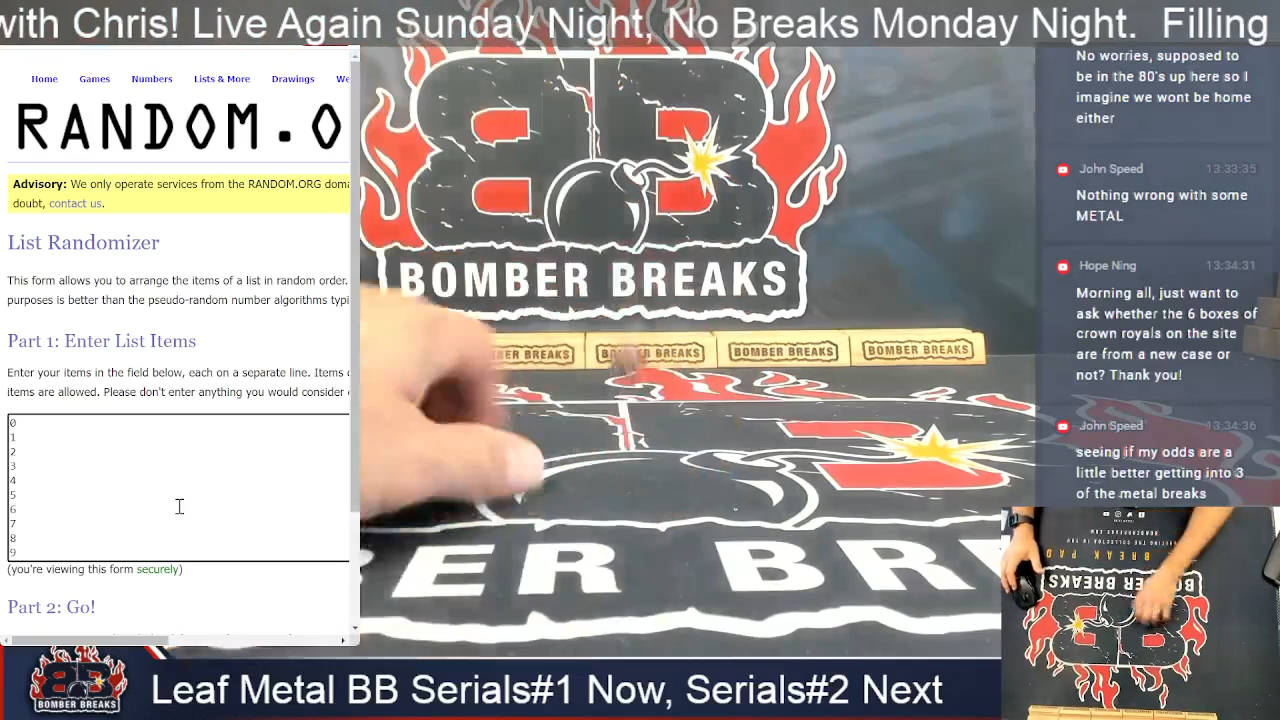 with Chris! Live Again Sunday Night, No Breaks Monday Night. Filling
Home Games Numbers Lists & More Drawings We
RANDOM.O
Advisory: We only operate services from the RANDOM.ORG doma
doubt, contact us.
List Randomizer
This form allows you to arrange the items of a list in random order.
purposes is better than the pseudo-random number algorithms typi
Part 1: Enter List Items
Enter your items in the field below, each on a separate line. Items c
items are allowed. Please don't enter anything you would consider
0
1
2
3
4
5
6
7
8
9
(you're viewing this form securely)
Part 2: Go!
BB
BOMBER BREAKS
BER BREAKS
BOMBER BREAKS
BOMBER BREAKS
BOMBER BREAKS
BER BRE
No worries, supposed to
be in the 80's up here so I
imagine we wont be home
either
John Speed 13:33:35
Nothing wrong with some
METAL
Hope Ning 13:34:31
Morning all, just want to
ask whether the 6 boxes of
crown royals on the site
are from a new case or
not? Thank you!
John Speed 13:34:36
seeing if my odds are a
little better getting into 3
of the metal breaks
BREAK PAD
BOMBER BREAKS
BB
BB
BOMBER BREAKS
Leaf Metal BB Serials#1 Now, Serials#2 Next